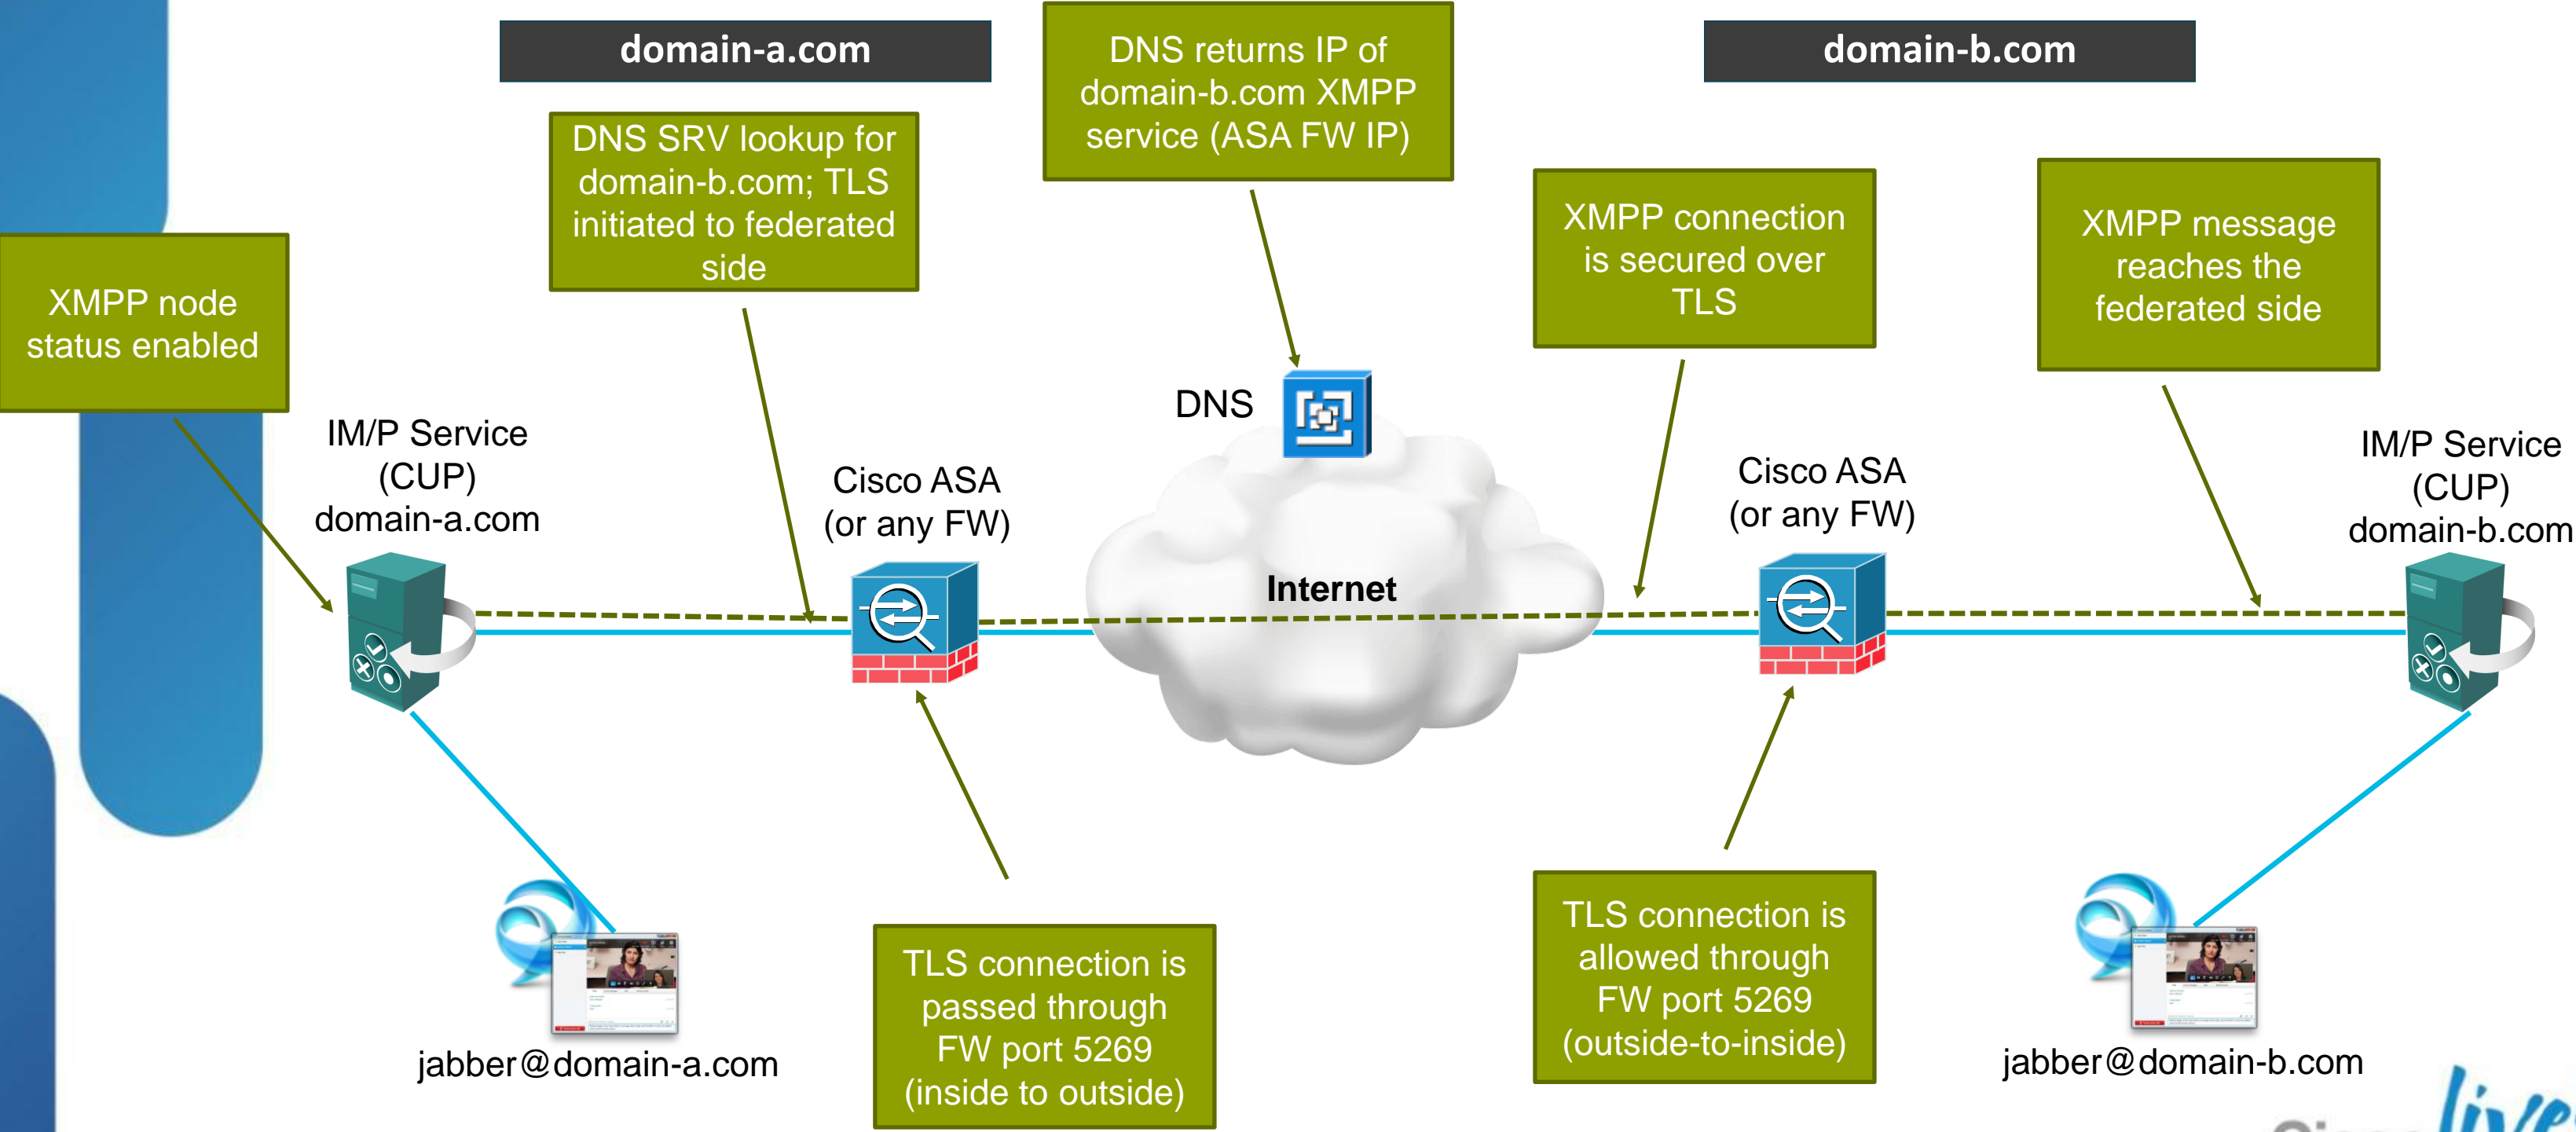 domain-a.com
DNS returns IP of
domain-b.com XMPP
service (ASA FW IP)
domain-b.com
DNS SRV lookup for
domain-b.com; TLS
initiated to federated
side
XMPP connection
is secured over
TLS
XMPP message
reaches the
federated side
XMPP node
status enabled
DNS
IM/P Service
(CUP)
domain-a.com
Cisco ASA
(or any FW)
Cisco ASA
(or any FW)
IM/P Service
(CUP)
domain-b.com
Internet
TLS connection is
passed through
FW port 5269
(inside to outside)
TLS connection is
allowed through
FW port 5269
(outside-to-inside)
jabber@domain-a.com
jabber@domain-b.com